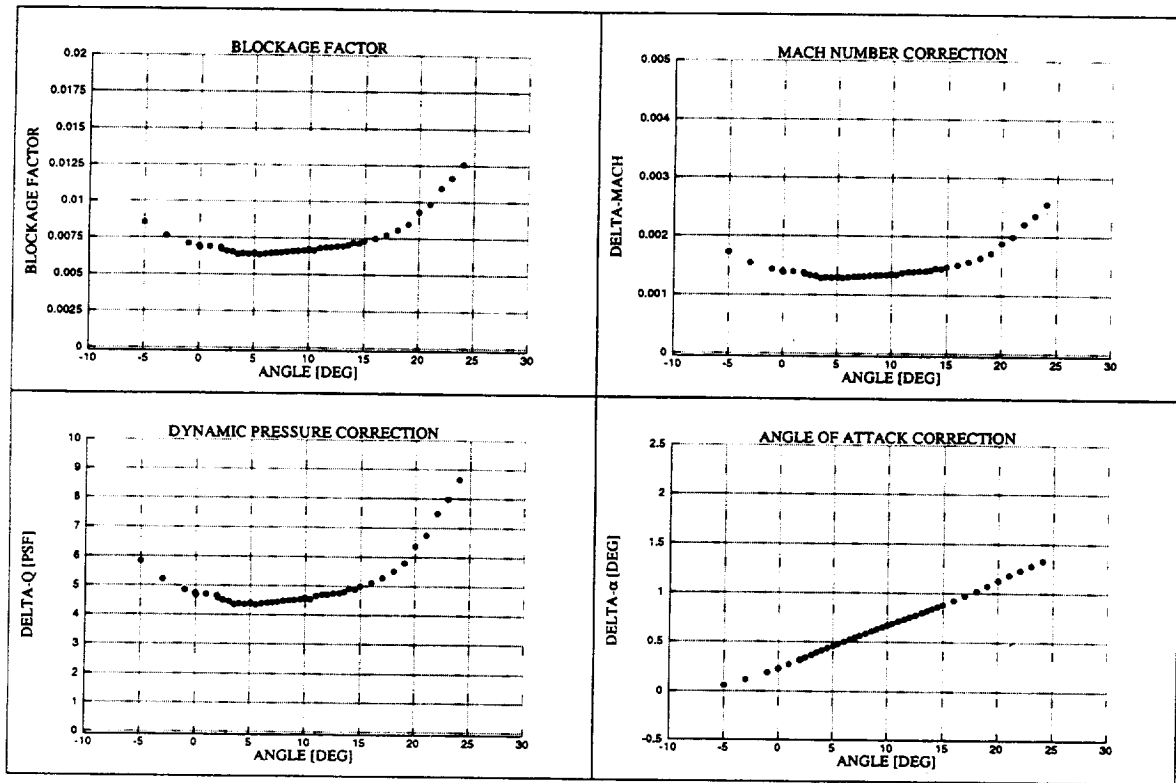 BLOCKAGE FACTOR
0.02
0.0175
0.015
0.0125
0.01
0.0075
0.005
0.0025
0
BLOCKAGE FACTOR
-10 -5 0 5 10 15 20 25 30
ANGLE [DEG]
MACH NUMBER CORRECTION
0.005
0.004
0.003
0.002
0.001
0
DELTA-MACH
-10 -5 0 5 10 15 20 25 30
ANGLE [DEG]
DYNAMIC PRESSURE CORRECTION
10
9
8
7
6
5
4
3
2
1
0
DELTA-Q [PSF]
-10 -5 0 5 10 15 20 25 30
ANGLE [DEG]
ANGLE OF ATTACK CORRECTION
2.5
2
1.5
1
0.5
0
-0.5
DELTA-α [DEG]
-10 -5 0 5 10 15 20 25 30
ANGLE [DEG]